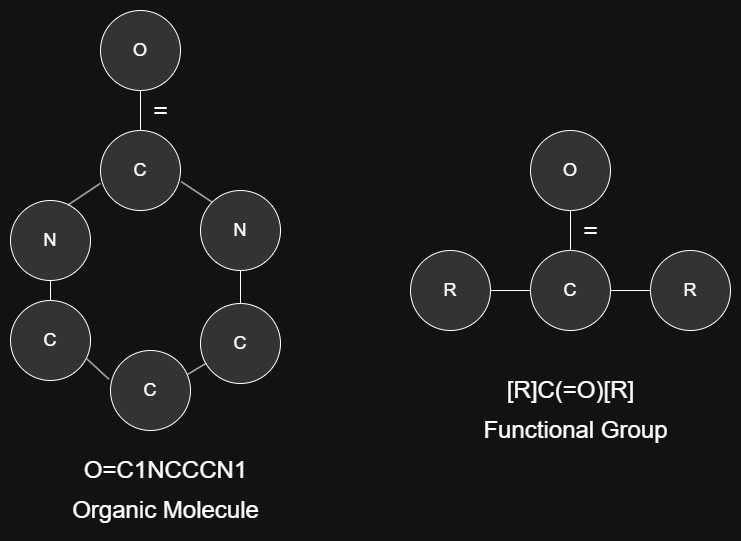 O
=
C
N
N
C
C
C
O=C1NCCCN1
Organic Molecule
O
=
R
C
R
[R]C(=O)[R]
Functional Group